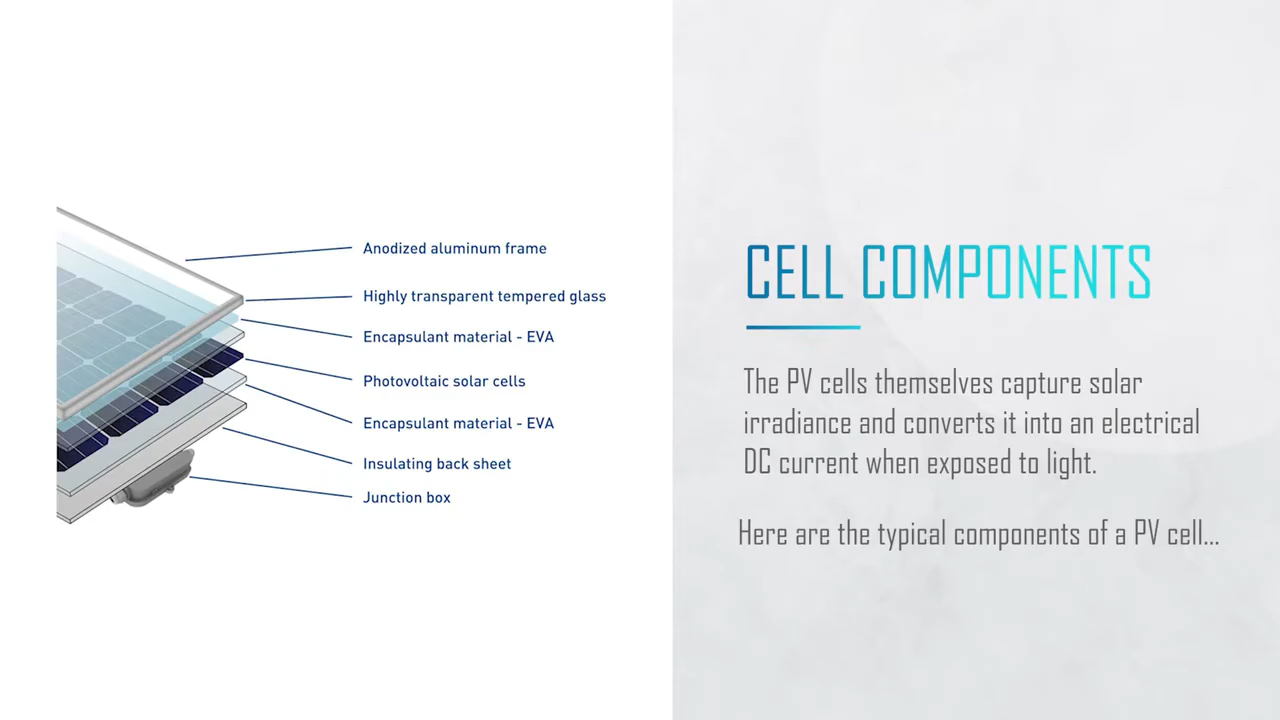 Anodized aluminum frame
Highly transparent tempered glass
Encapsulant material - EVA
Photovoltaic solar cells
Encapsulant material - EVA
Insulating back sheet
Junction box
CELL COMPONENTS
The PV cells themselves capture solar
irradiance and converts it into an electrical
DC current when exposed to light.
Here are the typical components of a PV cell...